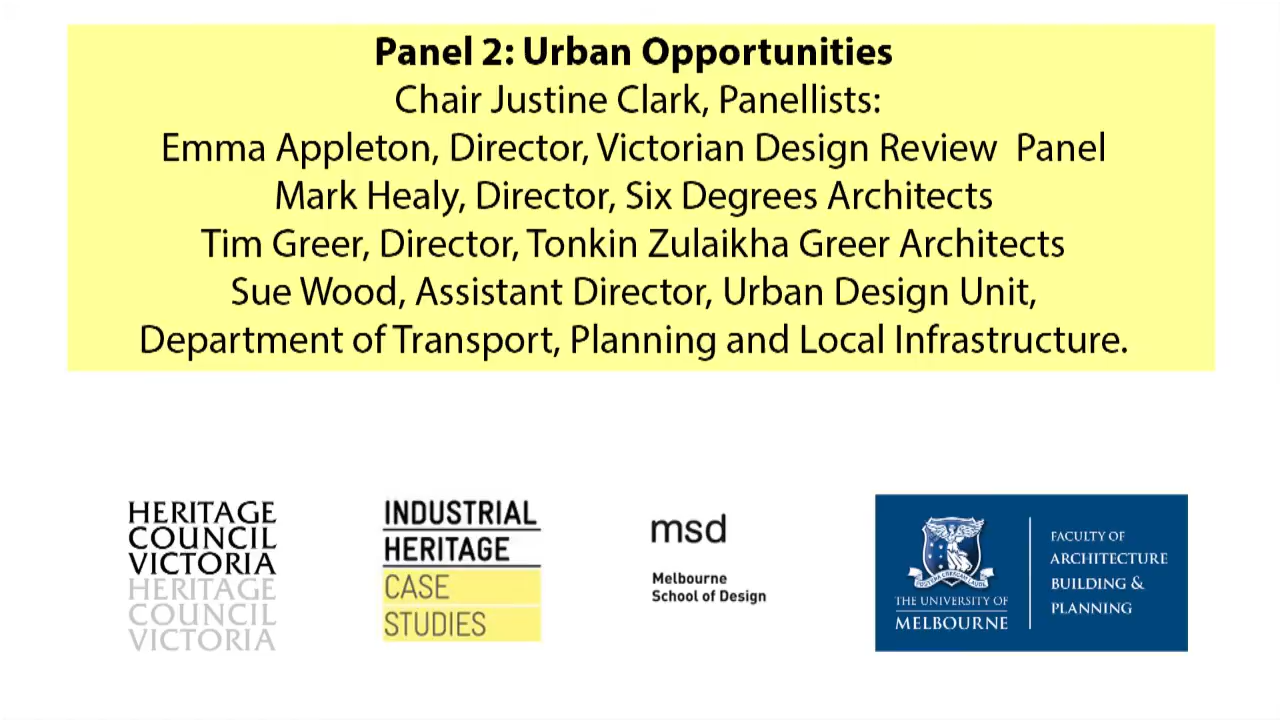 Panel 2: Urban Opportunities
Chair Justine Clark, Panellists:
Emma Appleton, Director, Victorian Design Review  Panel
Mark Healy, Director, Six Degrees Architects
Tim Greer, Director, Tonkin Zulaikha Greer Architects
Sue Wood, Assistant Director, Urban Design Unit,
Department of Transport, Planning and Local Infrastructure.
HERITAGE
COUNCIL
VICTORIA
HERITAGE
COUNCIL
VICTORIA
INDUSTRIAL
HERITAGE
CASE
STUDIES
msd
Melbourne
School of Design
THE UNIVERSITY OF
MELBOURNE
FACULTY OF
ARCHITECTURE
BUILDING &
PLANNING